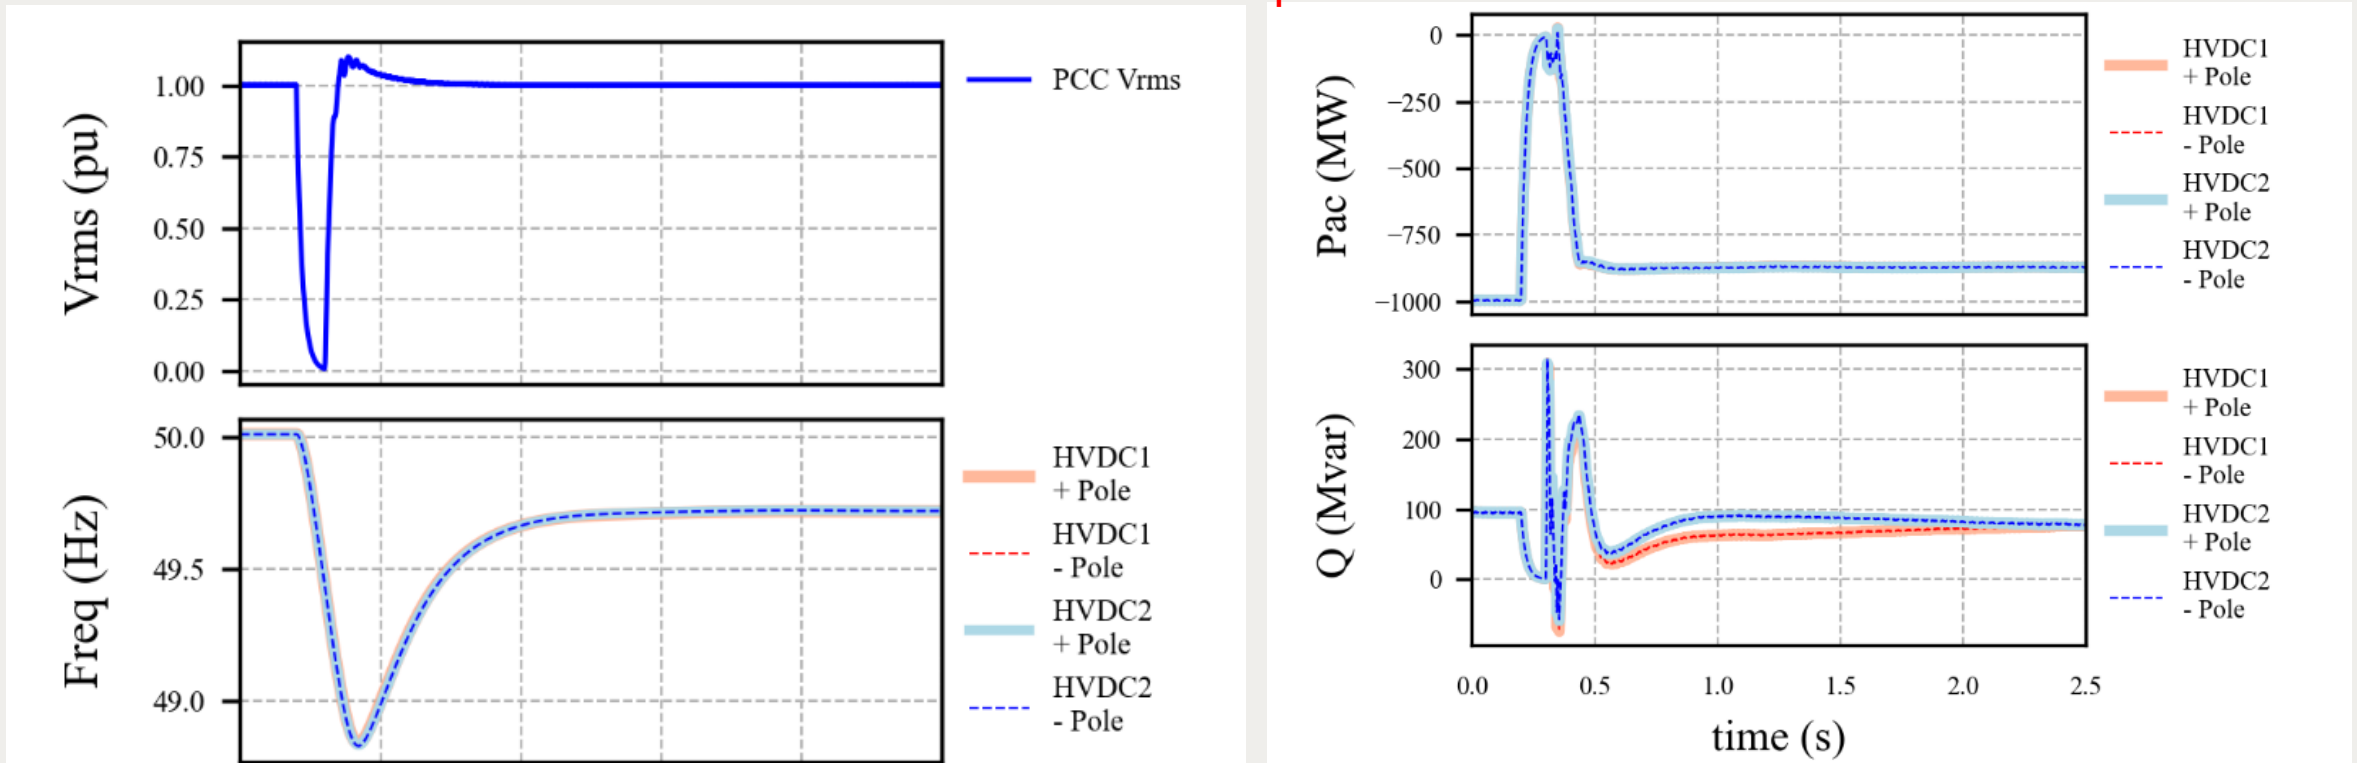 Vrms (pu)
1.00
0.75
0.50
0.25
0.00
PCC Vrms
Freq (Hz)
50.0
49.5
49.0
HVDC1
+ Pole
HVDC1
- Pole
HVDC2
+ Pole
HVDC2
- Pole
Pac (MW)
0
−250
−500
−750
−1000
HVDC1
+ Pole
HVDC1
- Pole
HVDC2
+ Pole
HVDC2
- Pole
Q (Mvar)
300
200
100
0
HVDC1
+ Pole
HVDC1
- Pole
HVDC2
+ Pole
HVDC2
- Pole
0.0 0.5 1.0 1.5 2.0 2.5
time (s)